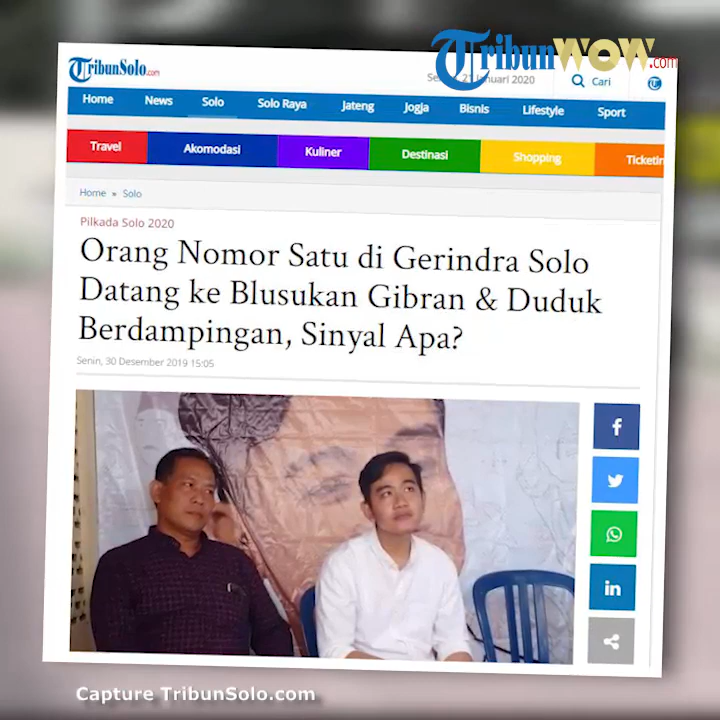 TribunWOW.com
TribunSolo.com
21 Januari 2020
Cari
Home News Solo Solo Raya Jateng Jogja Bisnis Lifestyle Sport
Travel Akomodasi Kuliner Destinasi Shopping Ticketin
Home » Solo
Pilkada Solo 2020
Orang Nomor Satu di Gerindra Solo
Datang ke Blusukan Gibran & Duduk
Berdampingan, Sinyal Apa?
Senin, 30 Desember 2019 15:05
Capture TribunSolo.com